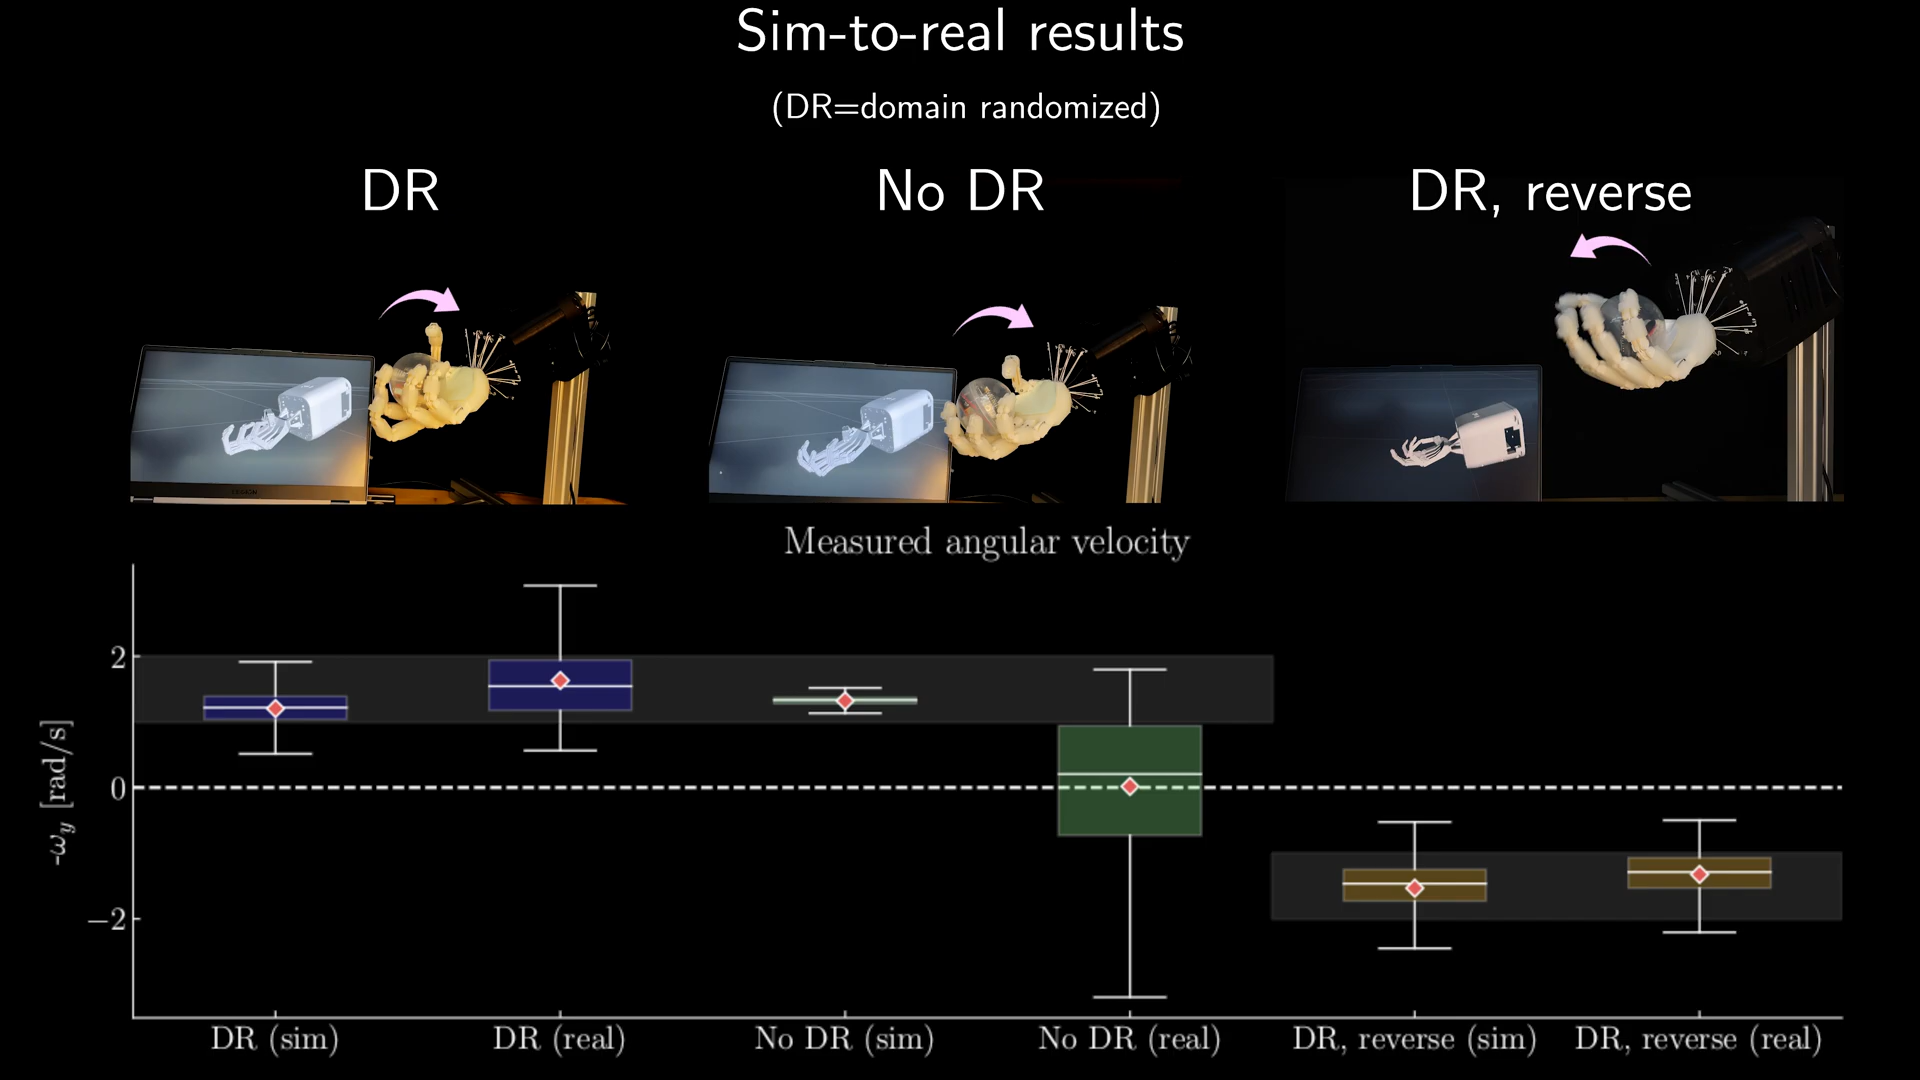 Sim-to-real results
(DR=domain randomized)
DR
No DR
DR, reverse
Measured angular velocity
-ω_y [rad/s]
2
0
−2
DR (sim)
DR (real)
No DR (sim)
No DR (real)
DR, reverse (sim)
DR, reverse (real)